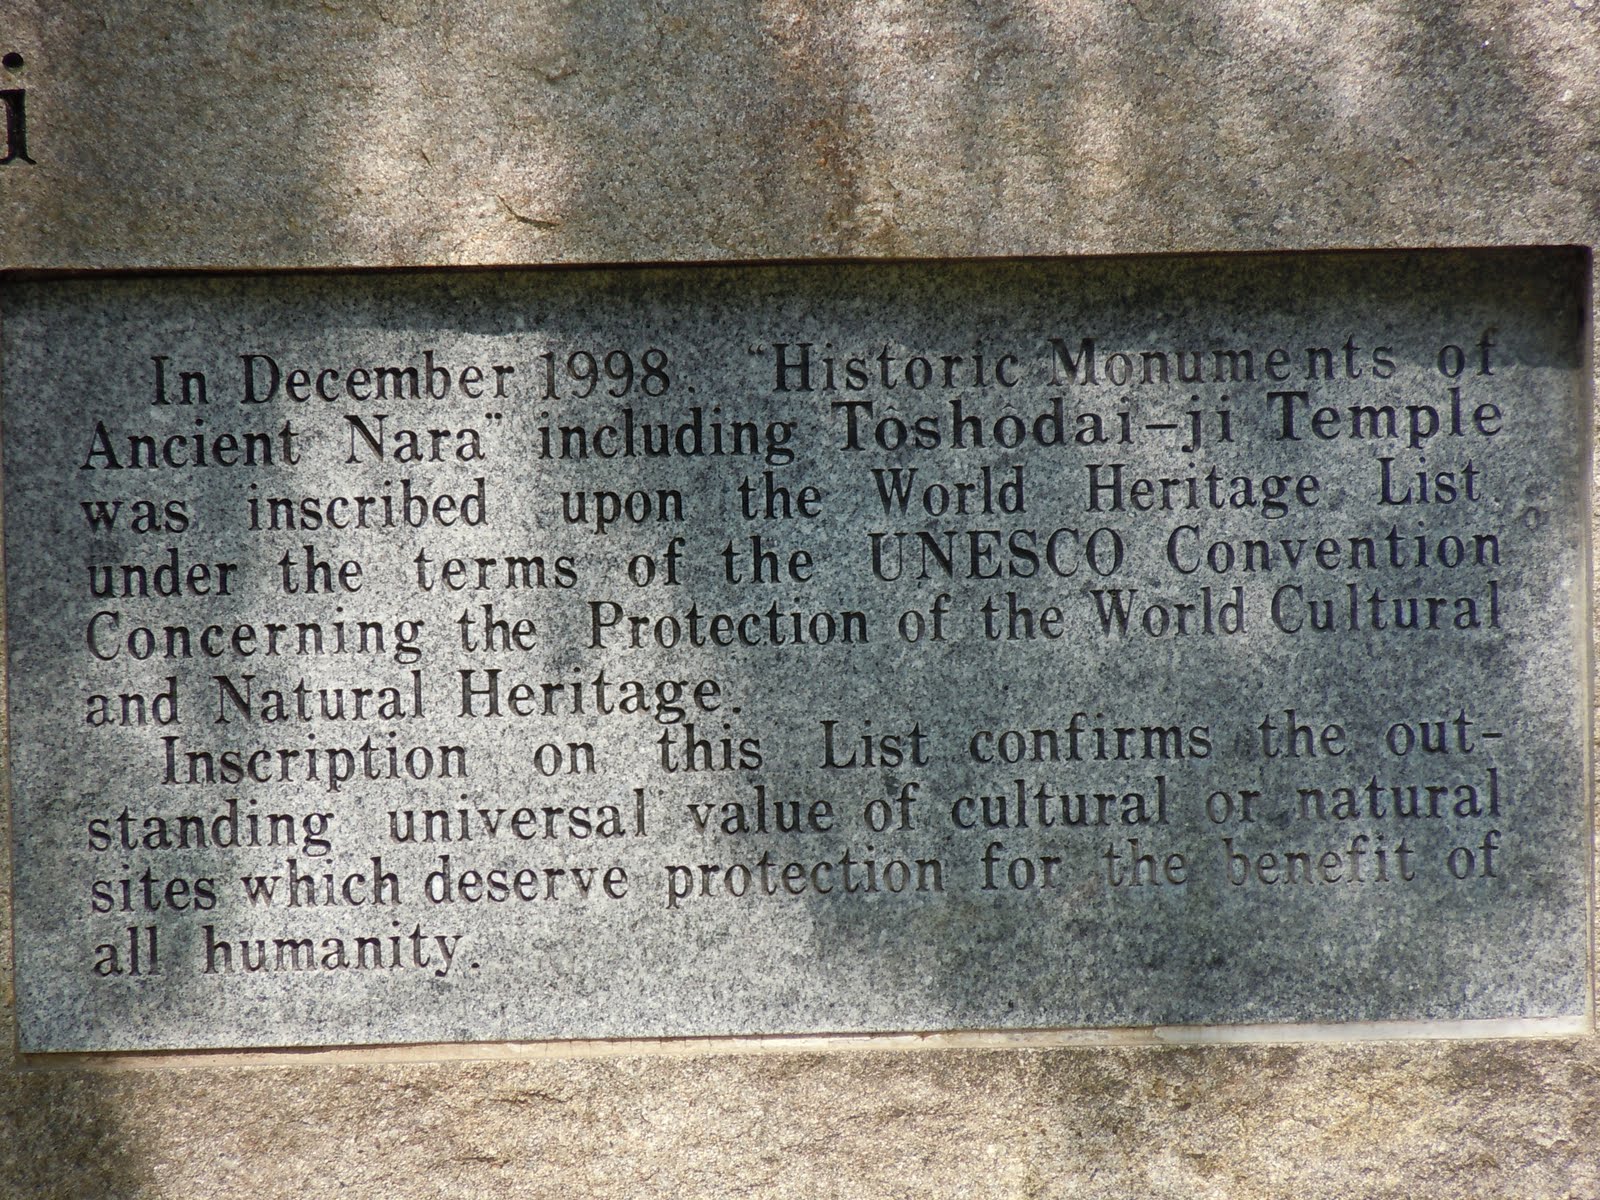 i
In December 1998, "Historic Monuments of
Ancient Nara" including Tôshodai-ji Temple
was inscribed upon the World Heritage List
under the terms of the UNESCO Convention
Concerning the Protection of the World Cultural
and Natural Heritage.
Inscription on this List confirms the out-
standing universal value of cultural or natural
sites which deserve protection for the benefit of
all humanity.